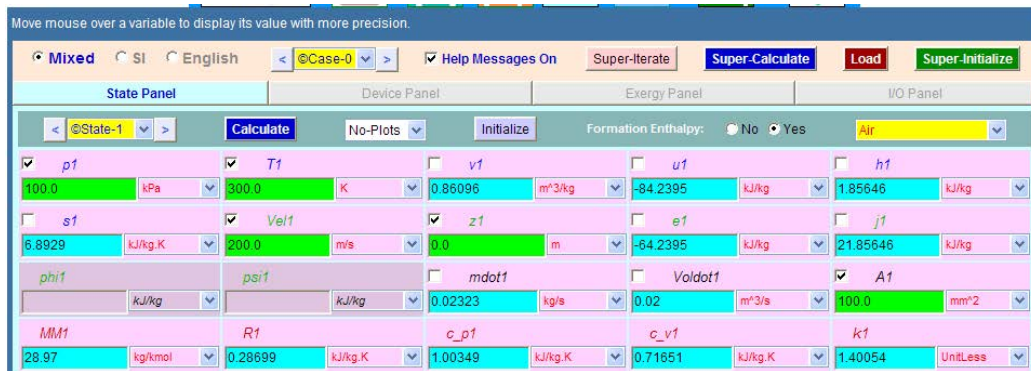 Move mouse over a variable to display its value with more precision.
Mixed SI English < ©Case-0 > Help Messages On Super-Iterate Super-Calculate Load Super-Initialize
State Panel Device Panel Exergy Panel I/O Panel
< ©State-1 > Calculate No-Plots Initialize Formation Enthalpy: No Yes Air
p1 T1 v1 u1 h1
100.0 kPa 300.0 K 0.86096 m^3/kg -84.2395 kJ/kg 1.85646 kJ/kg
s1 Vel1 z1 e1 j1
6.8929 kJ/kg.K 200.0 m/s 0.0 m -64.2395 kJ/kg 21.85646 kJ/kg
phi1 psi1 mdot1 Voldot1 A1
kJ/kg kJ/kg 0.02323 kg/s 0.02 m^3/s 100.0 mm^2
MM1 R1 c_p1 c_v1 k1
28.97 kg/kmol 0.28699 kJ/kg.K 1.00349 kJ/kg.K 0.71651 kJ/kg.K 1.40054 UnitLess